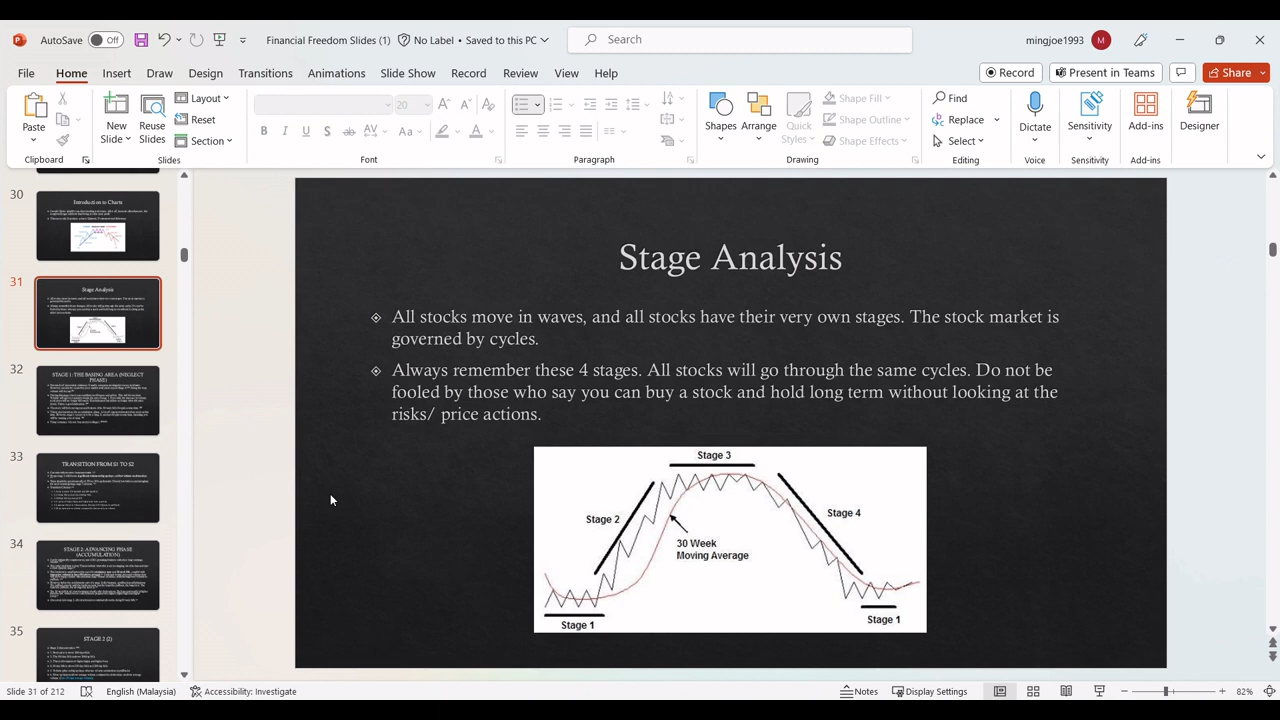 AutoSave Off Financial Freedom Slides (1) No Label • Saved to this PC Search mingjoe1993 M
File Home Insert Draw Design Transitions Animations Slide Show Record Review View Help Record Present in Teams Share
Paste
Clipboard
New Slide
Reuse Slides
Layout
Reset
Section
Slides
20
Font
Paragraph
Shapes
Arrange
Quick Styles
Shape Fill
Shape Outline
Shape Effects
Drawing
Find
Replace
Select
Editing
Dictate
Voice
Sensitivity
Sensitivity
Add-ins
Add-ins
Designer
30
Introduction to Charts
31
Stage Analysis
32
STAGE 1: THE BASING AREA (NEGLECT
PHASE)
33
TRANSITION FROM S1 TO S2
34
STAGE 2: ADVANCING PHASE
(ACCUMULATION)
35
STAGE 2 (2)
Stage Analysis
All stocks move in waves, and all stocks have their very own stages. The stock market is
governed by cycles.
Always remember these 4 stages. All stocks will go through the same cycles. Do not be
fooled by those who says you can buy a stock and hold long term without looking at the
risks/ price actions.
Stage 3
Stage 2
Stage 4
30 Week
Moving Average
Stage 1
Stage 1
Slide 31 of 212 English (Malaysia) Accessibility: Investigate Notes Display Settings 82%